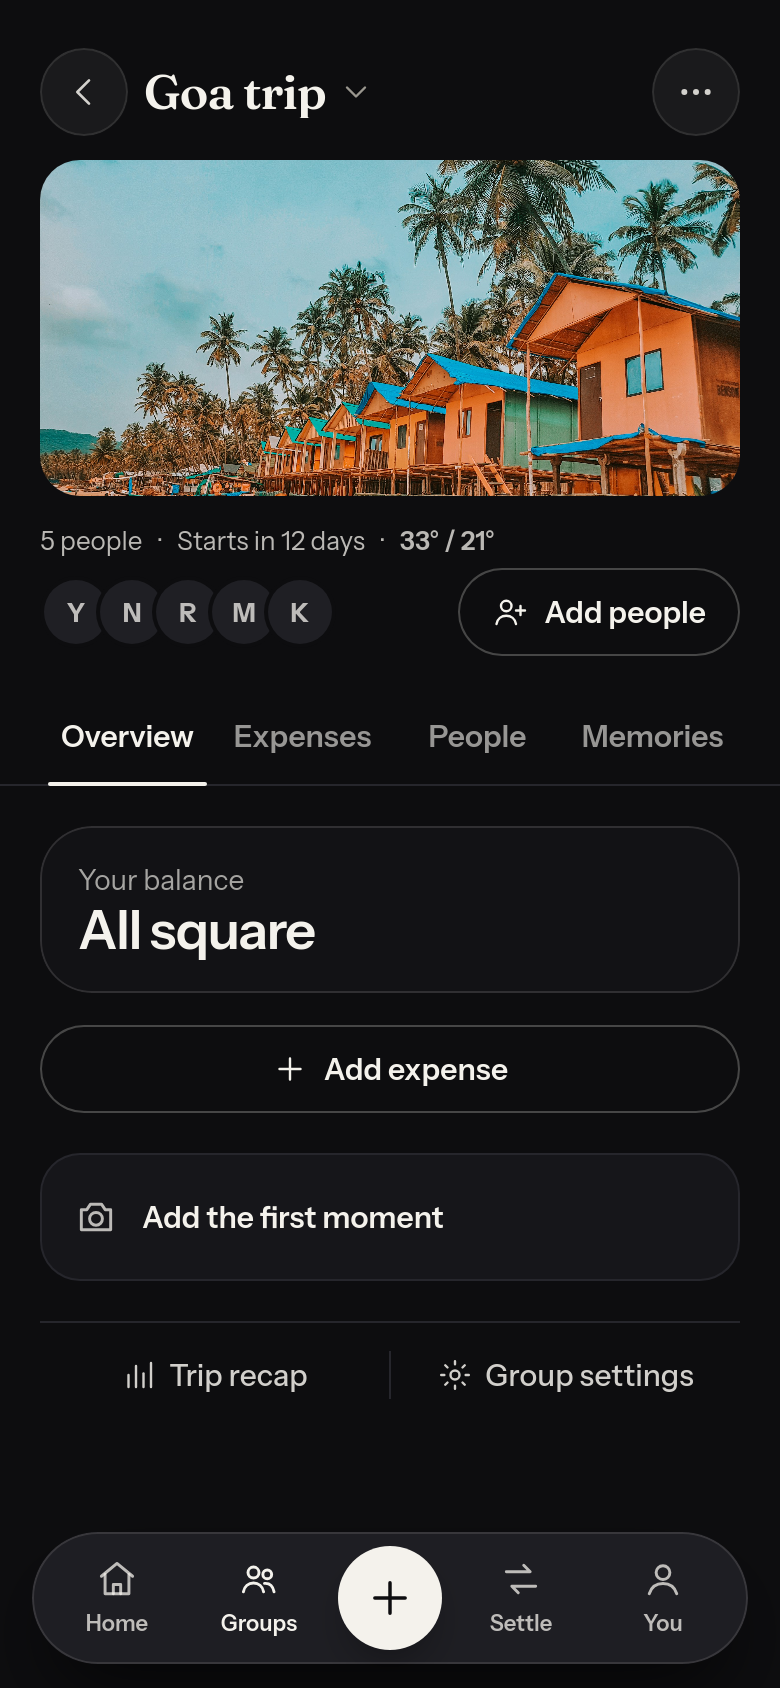 Goa trip
5 people · Starts in 12 days · 33° / 21°
Y N R M K
Add people
Overview Expenses People Memories
Your balance
All square
Add expense
Add the first moment
Trip recap Group settings
Home Groups Settle You